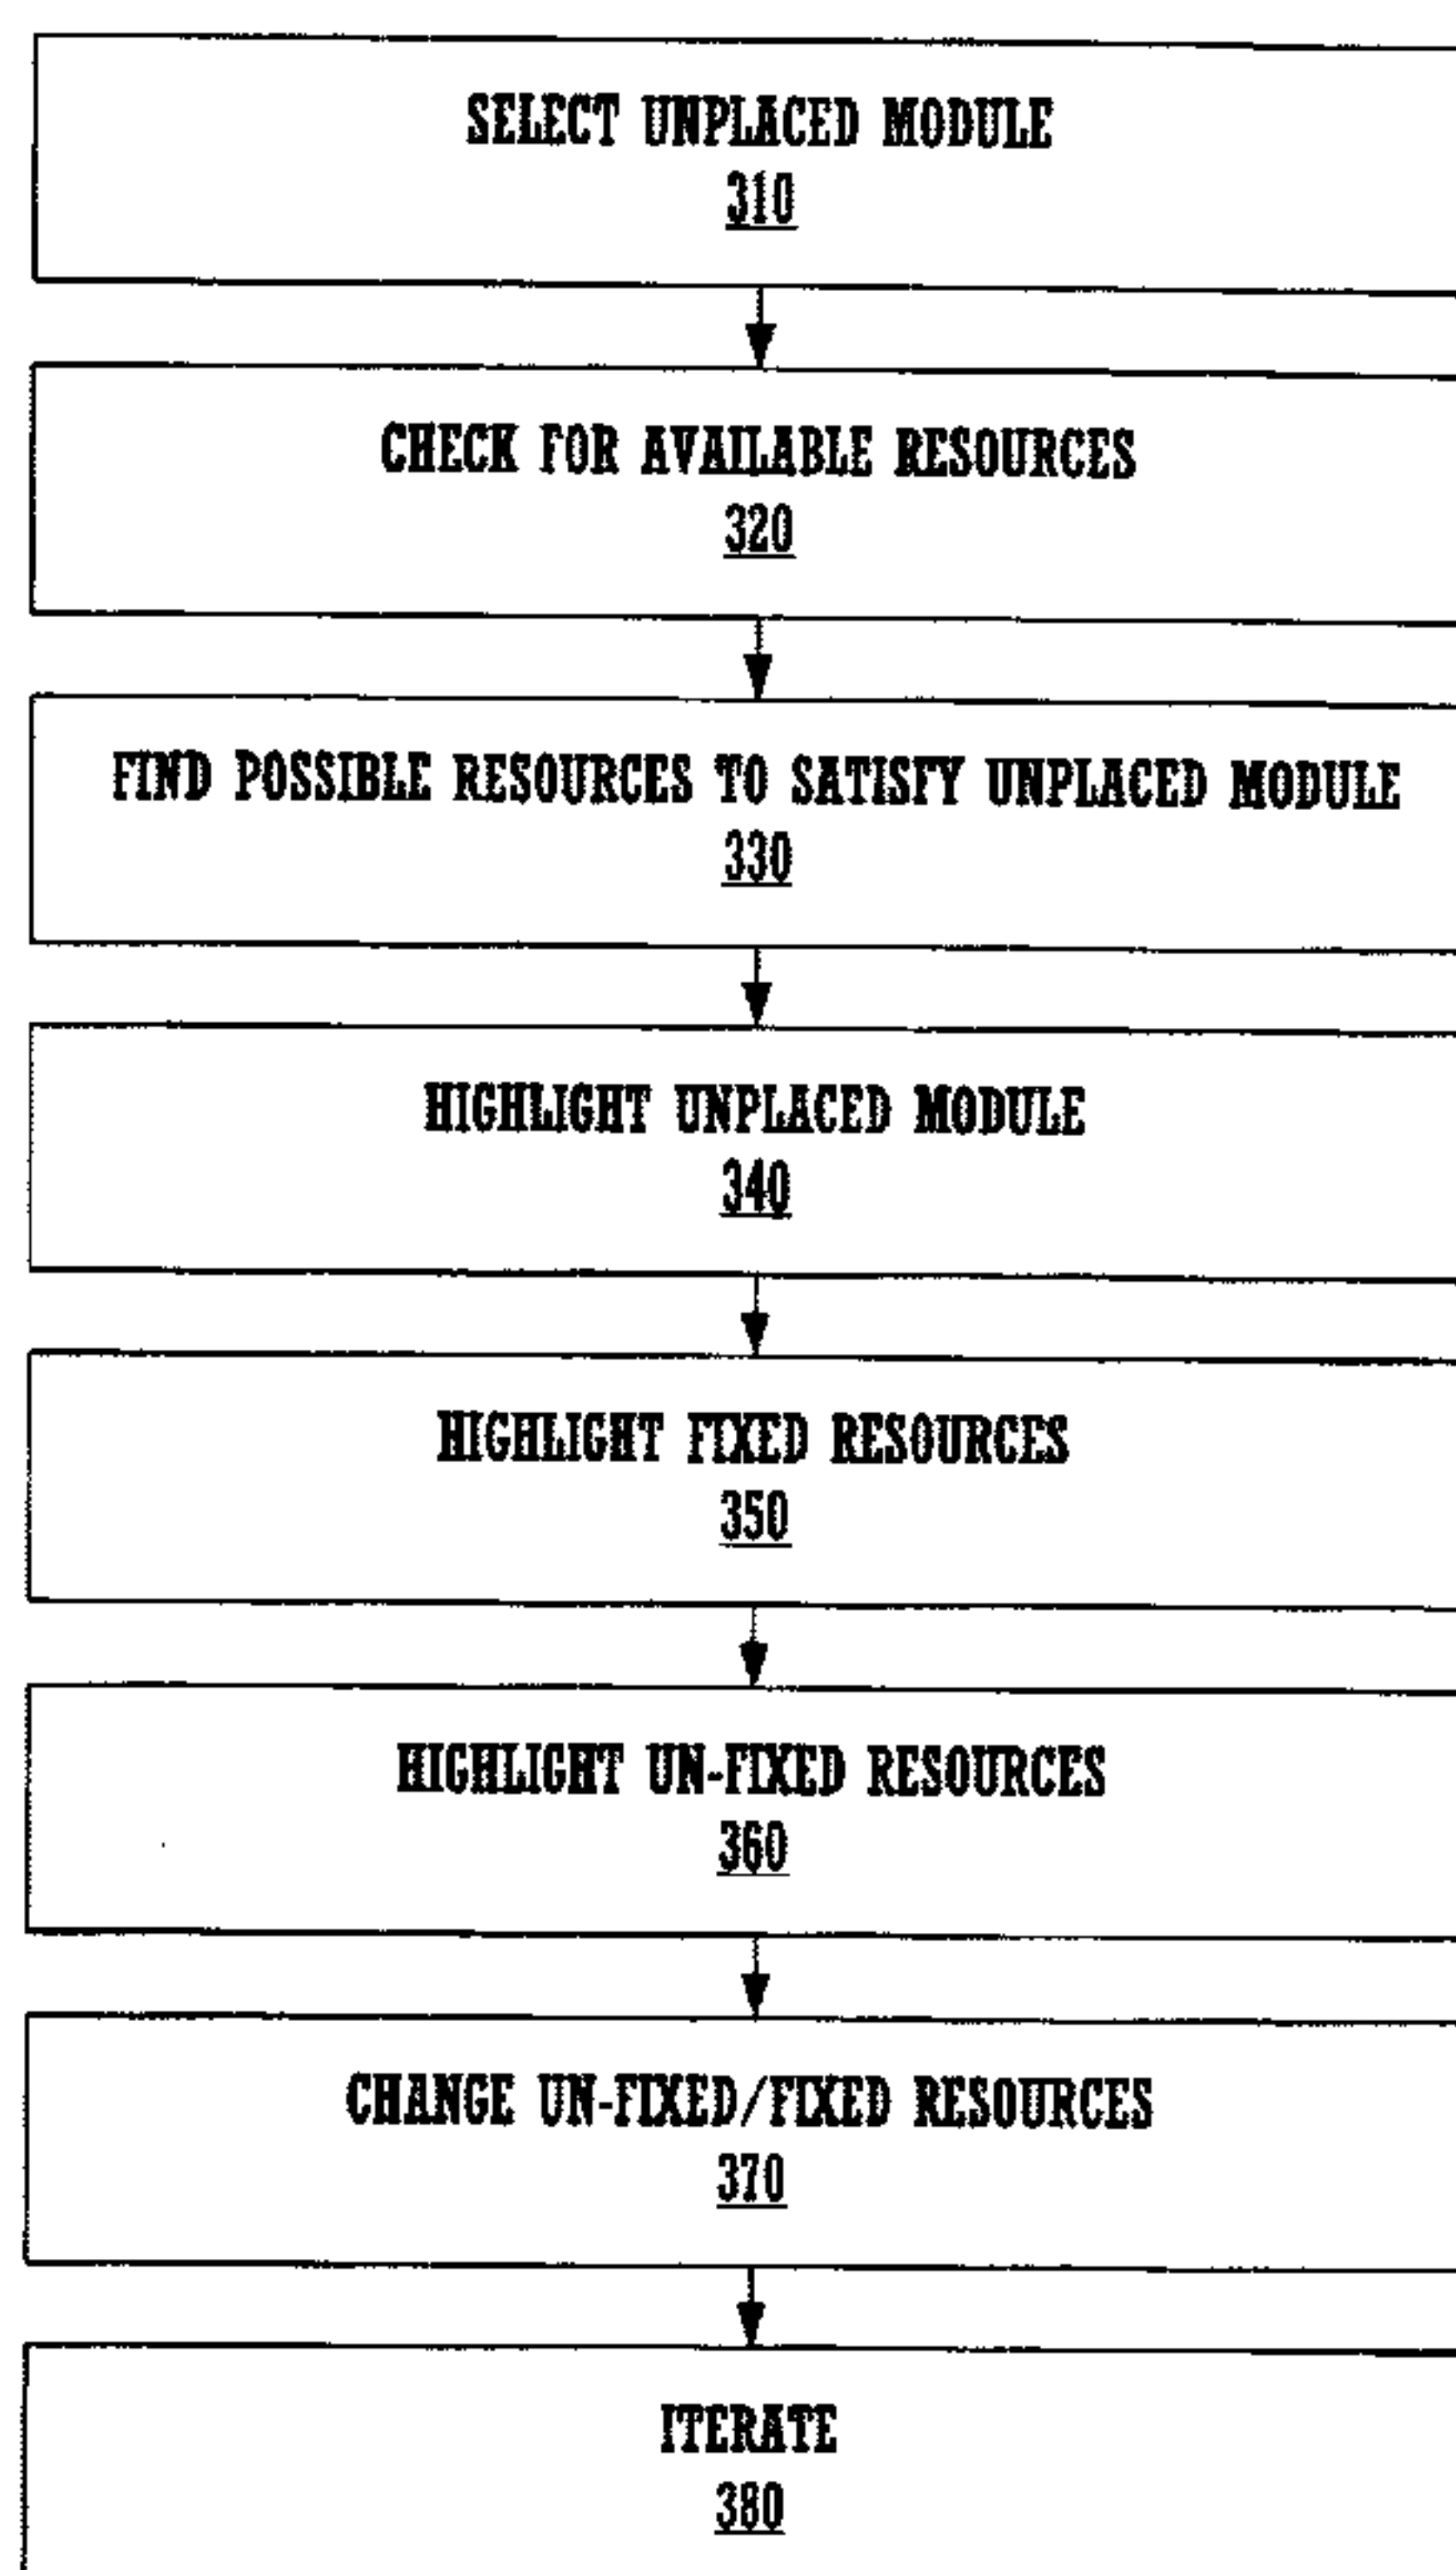 SELECT UNPLACED MODULE
310
CHECK FOR AVAILABLE RESOURCES
320
FIND POSSIBLE RESOURCES TO SATISFY UNPLACED MODULE
330
HIGHLIGHT UNPLACED MODULE
340
HIGHLIGHT FIXED RESOURCES
350
HIGHLIGHT UN-FIXED RESOURCES
360
CHANGE UN-FIXED/FIXED RESOURCES
370
ITERATE
380